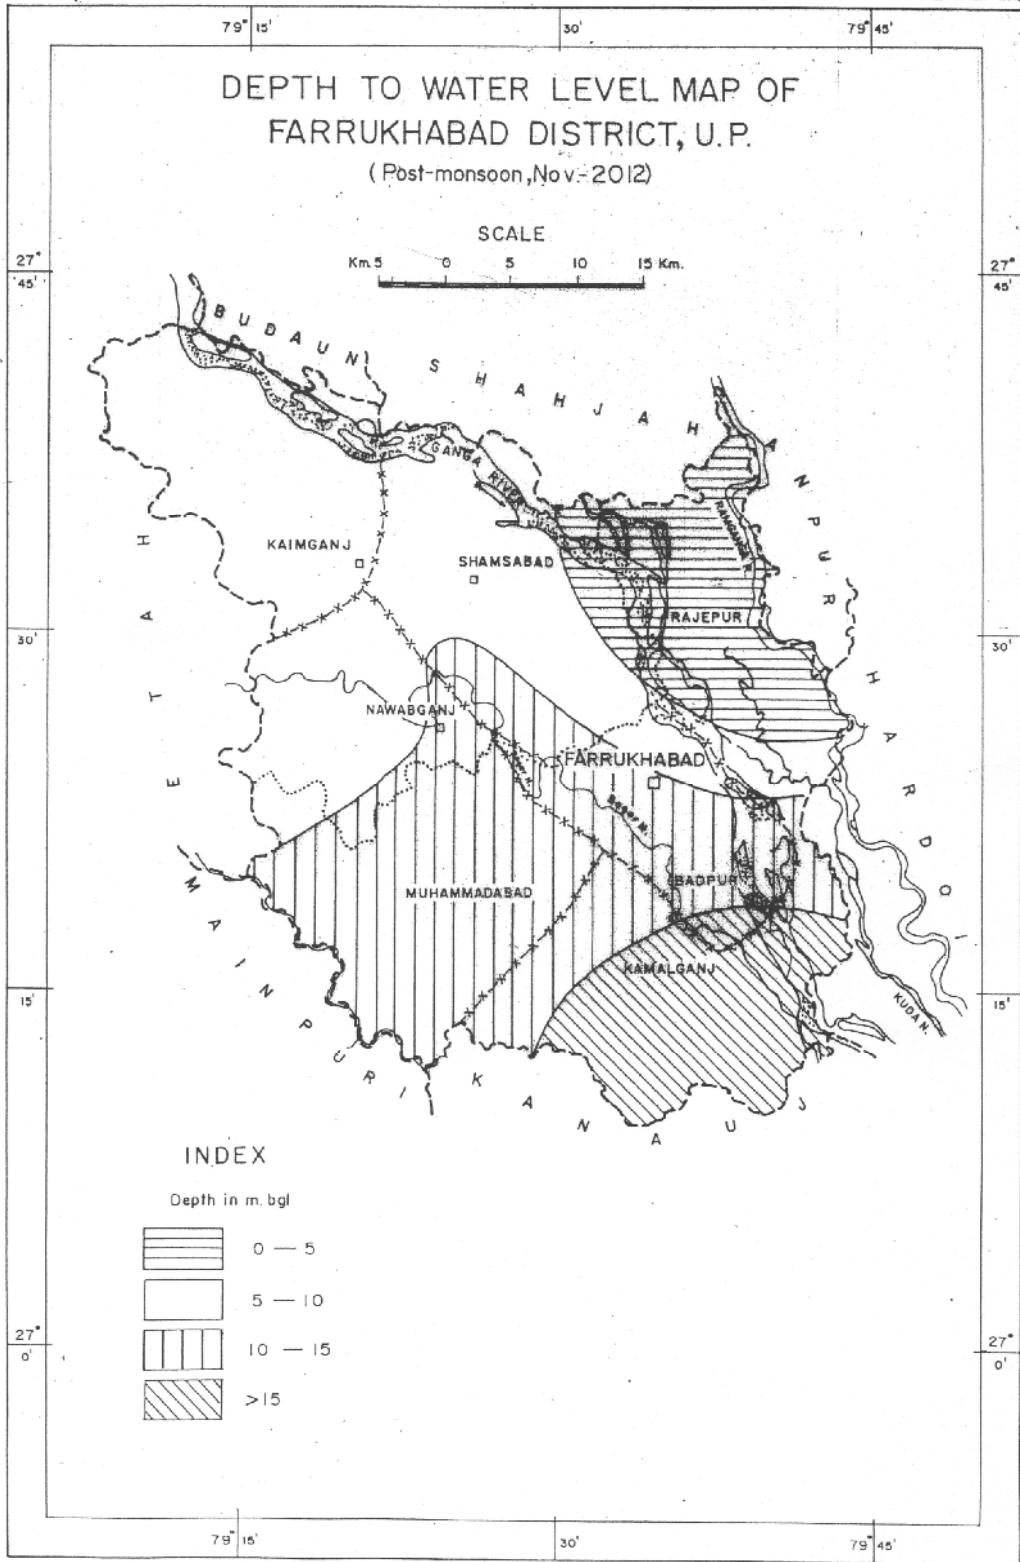 79° 15'
30'
79° 45'
DEPTH TO WATER LEVEL MAP OF
FARRUKHABAD DISTRICT, U.P.
(Post-monsoon, Nov.-2012)
SCALE
Km. 5 0 5 10 15 Km.
27° 45'
27° 45'
BUDAUN
SHAHJAHANPUR
GANGA RIVER
RAMGANGA R.
KAIMGANJ
SHAMSABAD
RAJEPUR
30'
30'
ETAH
HARDOI
NAWABGANJ
FARRUKHABAD
MUHAMMADABAD
BADPUR
KAMALGANJ
MAINPURI
KUDA N.
15'
15'
KANAUJ
INDEX
Depth in m. bgl
0 — 5
5 — 10
10 — 15
>15
27° 0'
27° 0'
79° 15'
30'
79° 45'